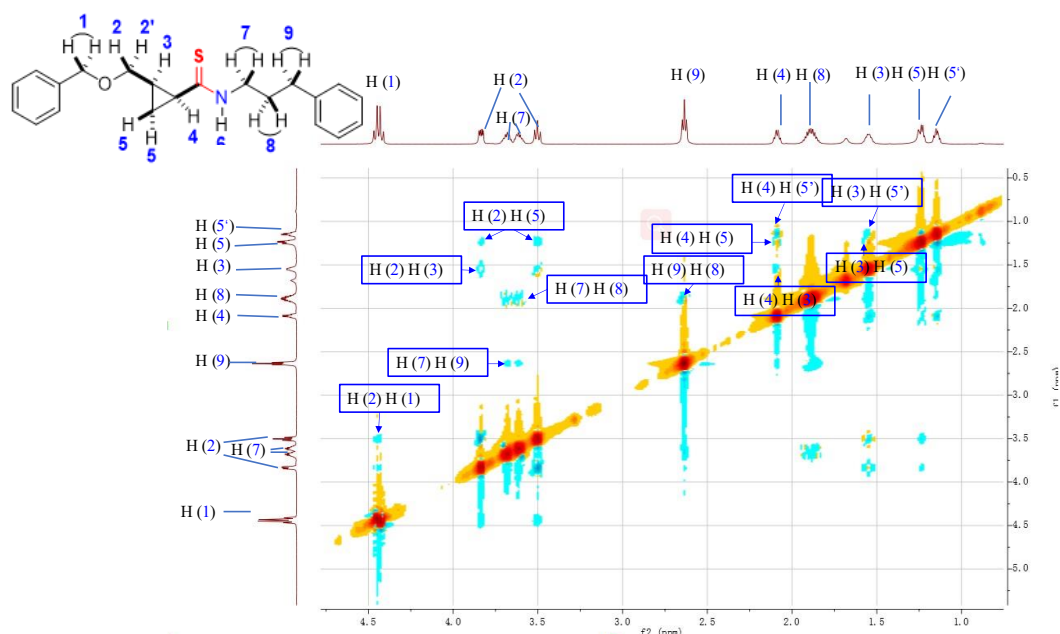 1
2
2'
3
7
9
H H
H
H
H
H H
H H
S
O
N
H
H
H
H
H H
5
5
4
6
8
H (1)
H (2)
H (7)
H (9)
H (4) H (8)
H (3) H (5) H (5‘)
H (5‘)
H (5)
H (3)
H (8)
H (4)
H (9)
H (2)
H (7)
H (1)
H (4) H (5’)
H (3) H (5’)
H (2) H (5)
H (4) H (5)
H (2) H (3)
H (9) H (8)
H (3) H (5)
H (7) H (8)
H (4) H (3)
H (7) H (9)
H (2) H (1)
0.5
1.0
1.5
2.0
2.5
3.0
3.5
4.0
4.5
5.0
f1 (ppm)
4.5
4.0
3.5
3.0
2.5
2.0
1.5
1.0
f2 (ppm)